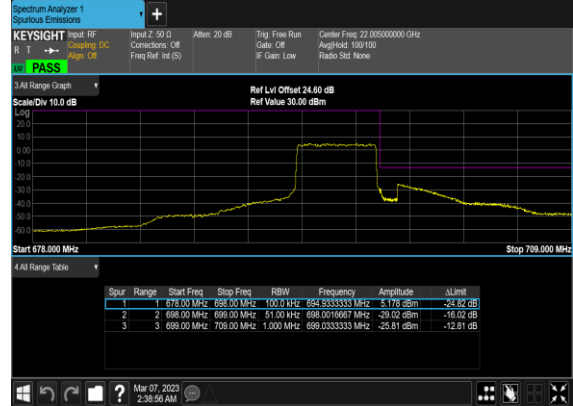 Spectrum Analyzer 1
Spurious Emissions
+
KEYSIGHT Input: RF
R T Coupling: DC
Align: Off
Input Z: 50 Ω
Corrections: Off
Freq Ref: Int (S)
Atten: 20 dB
Trig: Free Run
Gate: Off
IF Gain: Low
Center Freq: 22.005000000 GHz
Avg|Hold: 100/100
Radio Std: None
PASS
3 All Range Graph
Ref Lvl Offset 24.60 dB
Scale/Div 10.0 dB
Ref Value 30.00 dBm
Log
20.0
10.0
0.00
-10.0
-20.0
-30.0
-40.0
-50.0
-60.0
Start 678.000 MHz
Stop 709.000 MHz
4 All Range Table
Spur Range Start Freq Stop Freq RBW Frequency Amplitude ΔLimit
1 1 678.00 MHz 698.00 MHz 100.0 kHz 694.9333333 MHz 5.178 dBm -24.82 dB
2 2 698.00 MHz 699.00 MHz 51.00 kHz 698.0016667 MHz -29.02 dBm -16.02 dB
3 3 699.00 MHz 709.00 MHz 1.000 MHz 699.0333333 MHz -25.81 dBm -12.81 dB
?
Mar 07, 2023
2:38:56 AM